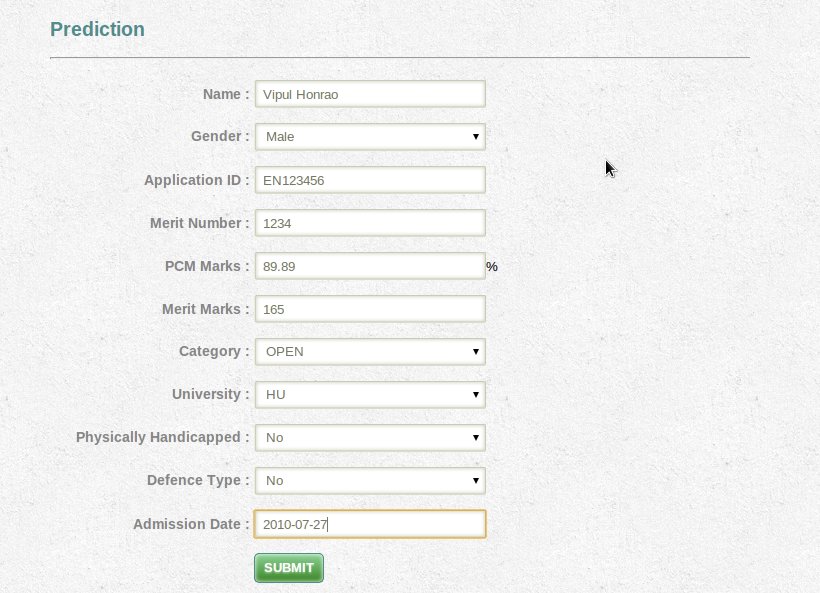 Prediction
Name : Vipul Honrao
Gender : Male
Application ID : EN123456
Merit Number : 1234
PCM Marks : 89.89 %
Merit Marks : 165
Category : OPEN
University : HU
Physically Handicapped : No
Defence Type : No
Admission Date : 2010-07-27
SUBMIT